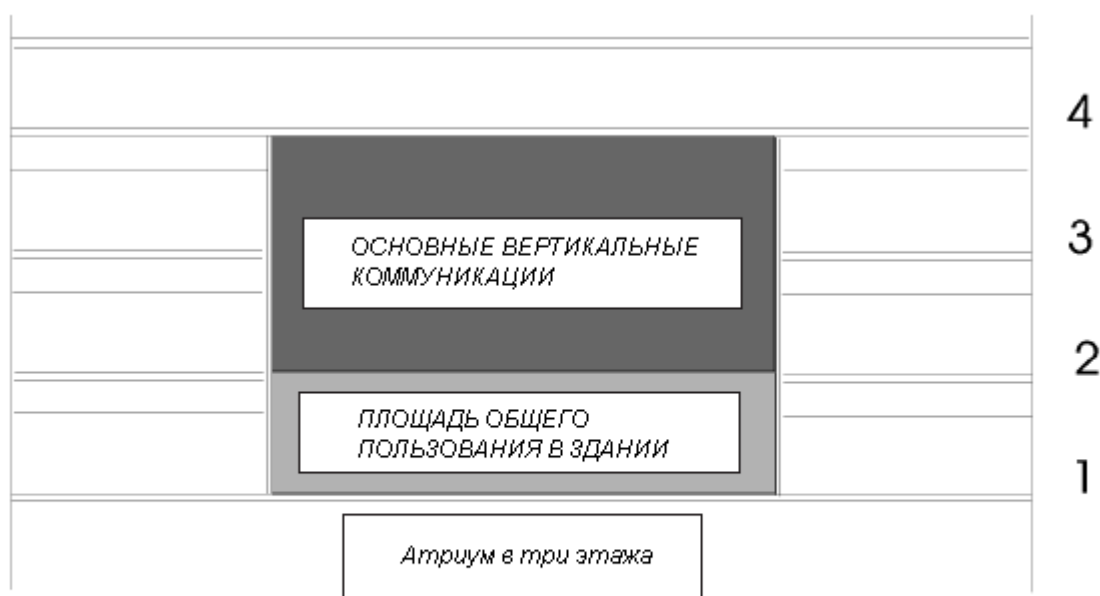 4
3
ОСНОВНЫЕ ВЕРТИКАЛЬНЫЕ
КОММУНИКАЦИИ
2
ПЛОЩАДЬ ОБЩЕГО
ПОЛЬЗОВАНИЯ В ЗДАНИИ
1
Атриум в три этажа